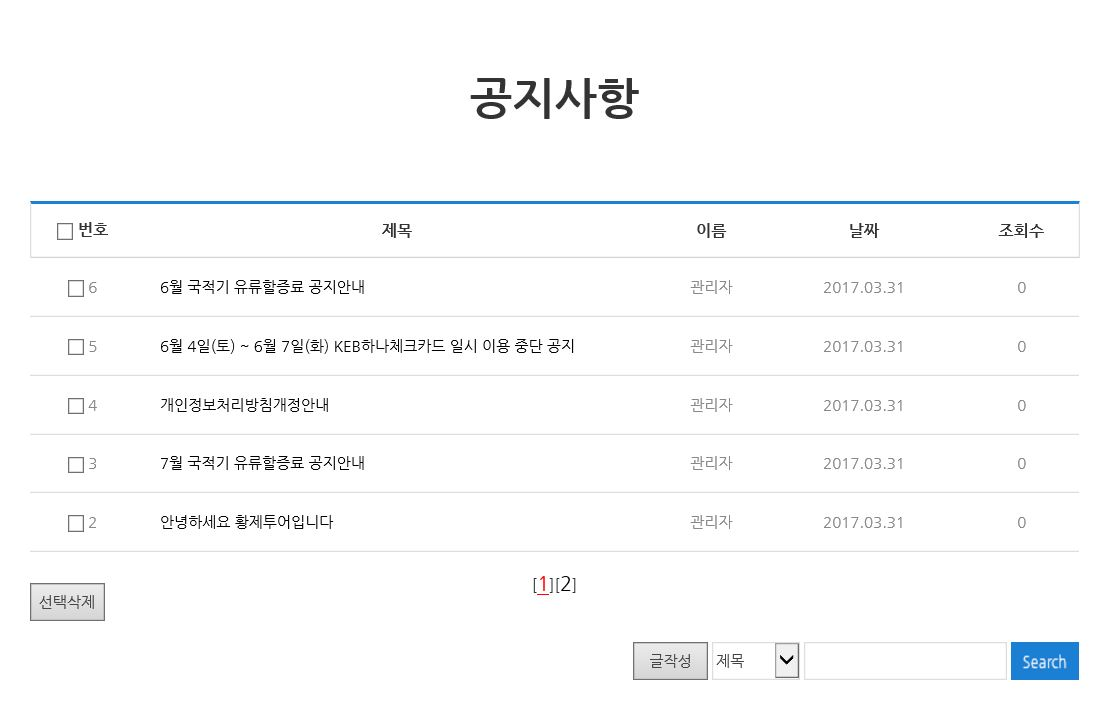 공지사항
번호 제목 이름 날짜 조회수
6 6월 국적기 유류할증료 공지안내 관리자 2017.03.31 0
5 6월 4일(토) ~ 6월 7일(화) KEB하나체크카드 일시 이용 중단 공지 관리자 2017.03.31 0
4 개인정보처리방침개정안내 관리자 2017.03.31 0
3 7월 국적기 유류할증료 공지안내 관리자 2017.03.31 0
2 안녕하세요 황제투어입니다 관리자 2017.03.31 0
[1][2]
선택삭제
글작성 제목 Search